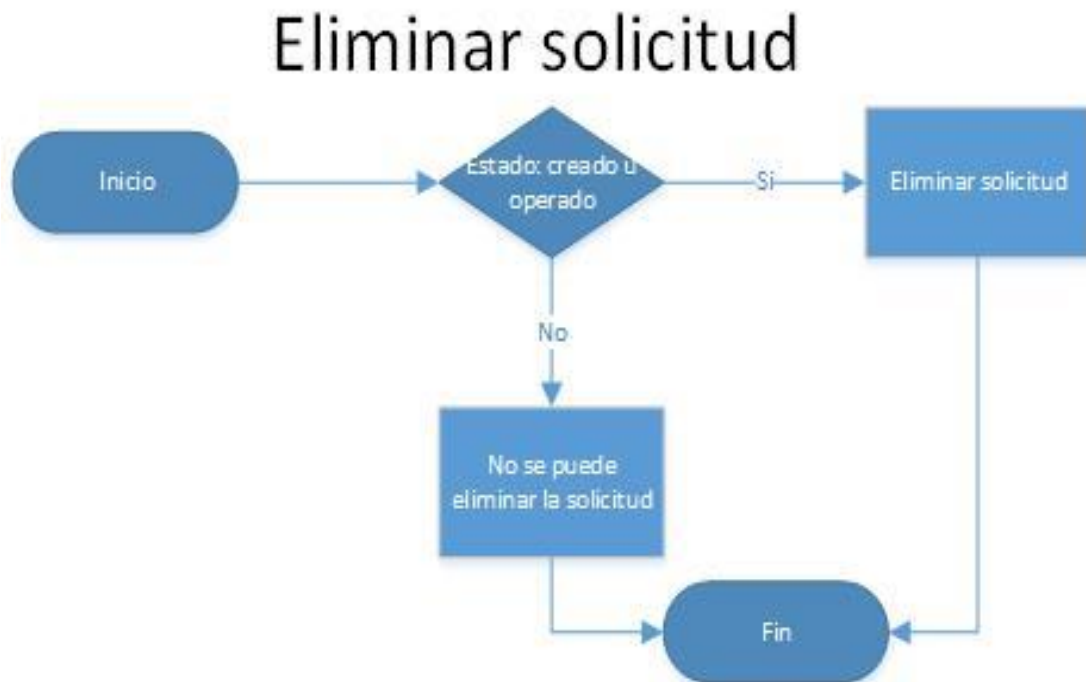 Eliminar solicitud
Inicio
Estado: creado u
operado
Si
Eliminar solicitud
No
No se puede
eliminar la solicitud
Fin